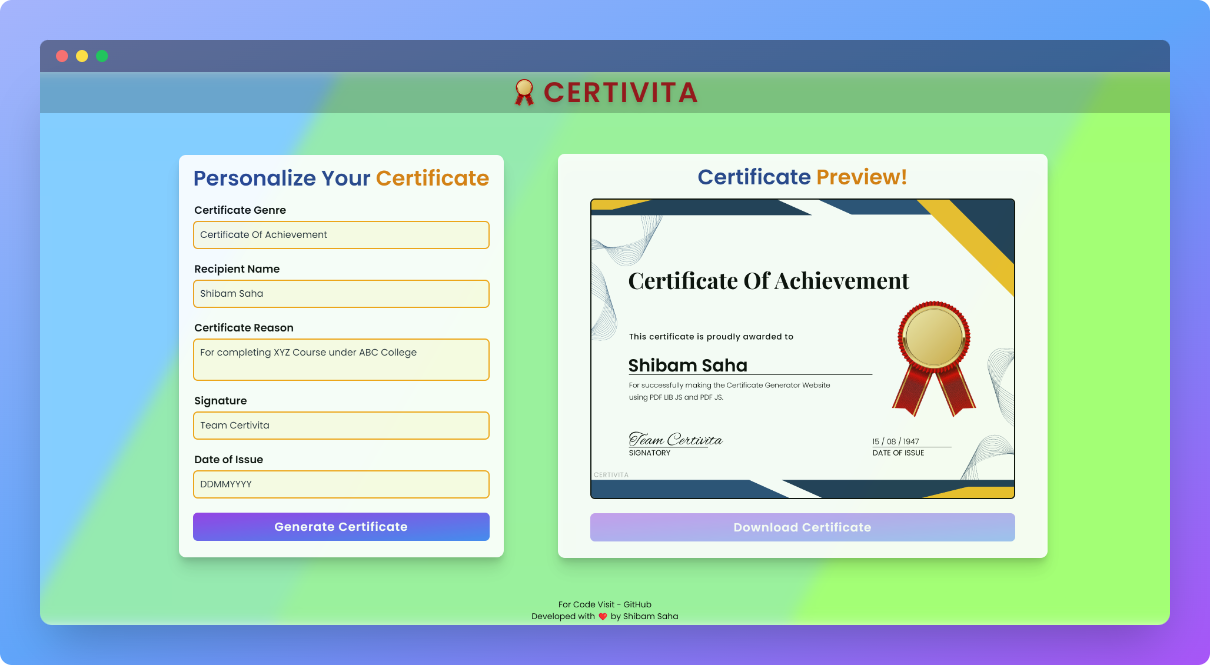 CERTIVITA
Personalize Your Certificate
Certificate Genre
Certificate Of Achievement
Recipient Name
Shibam Saha
Certificate Reason
For completing XYZ Course under ABC College
Signature
Team Certivita
Date of Issue
DDMMYYYY
Generate Certificate
Certificate Preview!
Certificate Of Achievement
This certificate is proudly awarded to
Shibam Saha
For successfully making the Certificate Generator Website
using PDF LIB JS and PDF JS.
Team Certivita
SIGNATORY
15 / 08 / 1947
DATE OF ISSUE
CERTIVITA
Download Certificate
For Code Visit - GitHub
Developed with ❤️ by Shibam Saha